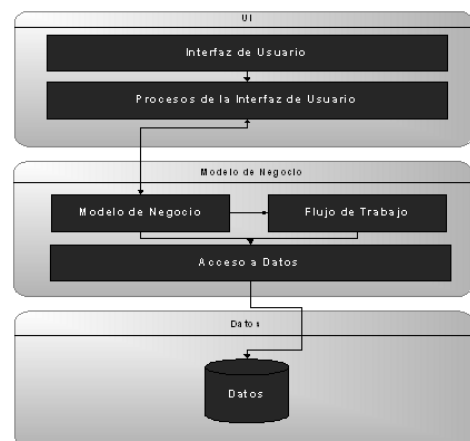 UI
Interfaz de Usuario
Procesos de la Interfaz de Usuario
Modelo de Negocio
Modelo de Negocio
Flujo de Trabajo
Acceso a Datos
Datos
Datos